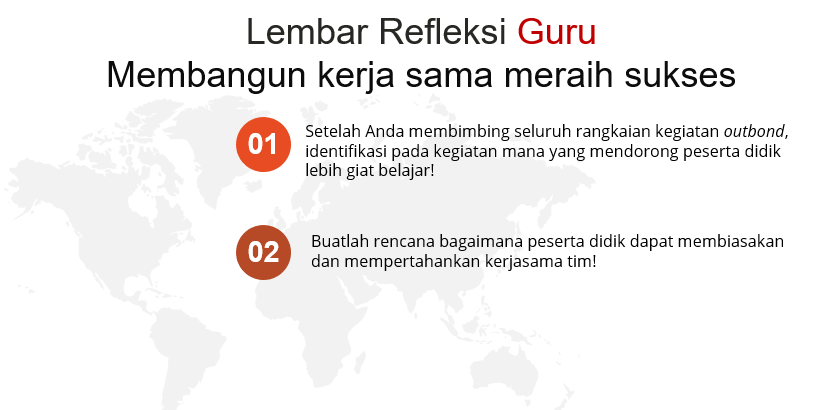 Lembar Refleksi Guru
Membangun kerja sama meraih sukses
01
Setelah Anda membimbing seluruh rangkaian kegiatan outbond,
identifikasi pada kegiatan mana yang mendorong peserta didik
lebih giat belajar!
02
Buatlah rencana bagaimana peserta didik dapat membiasakan
dan mempertahankan kerjasama tim!